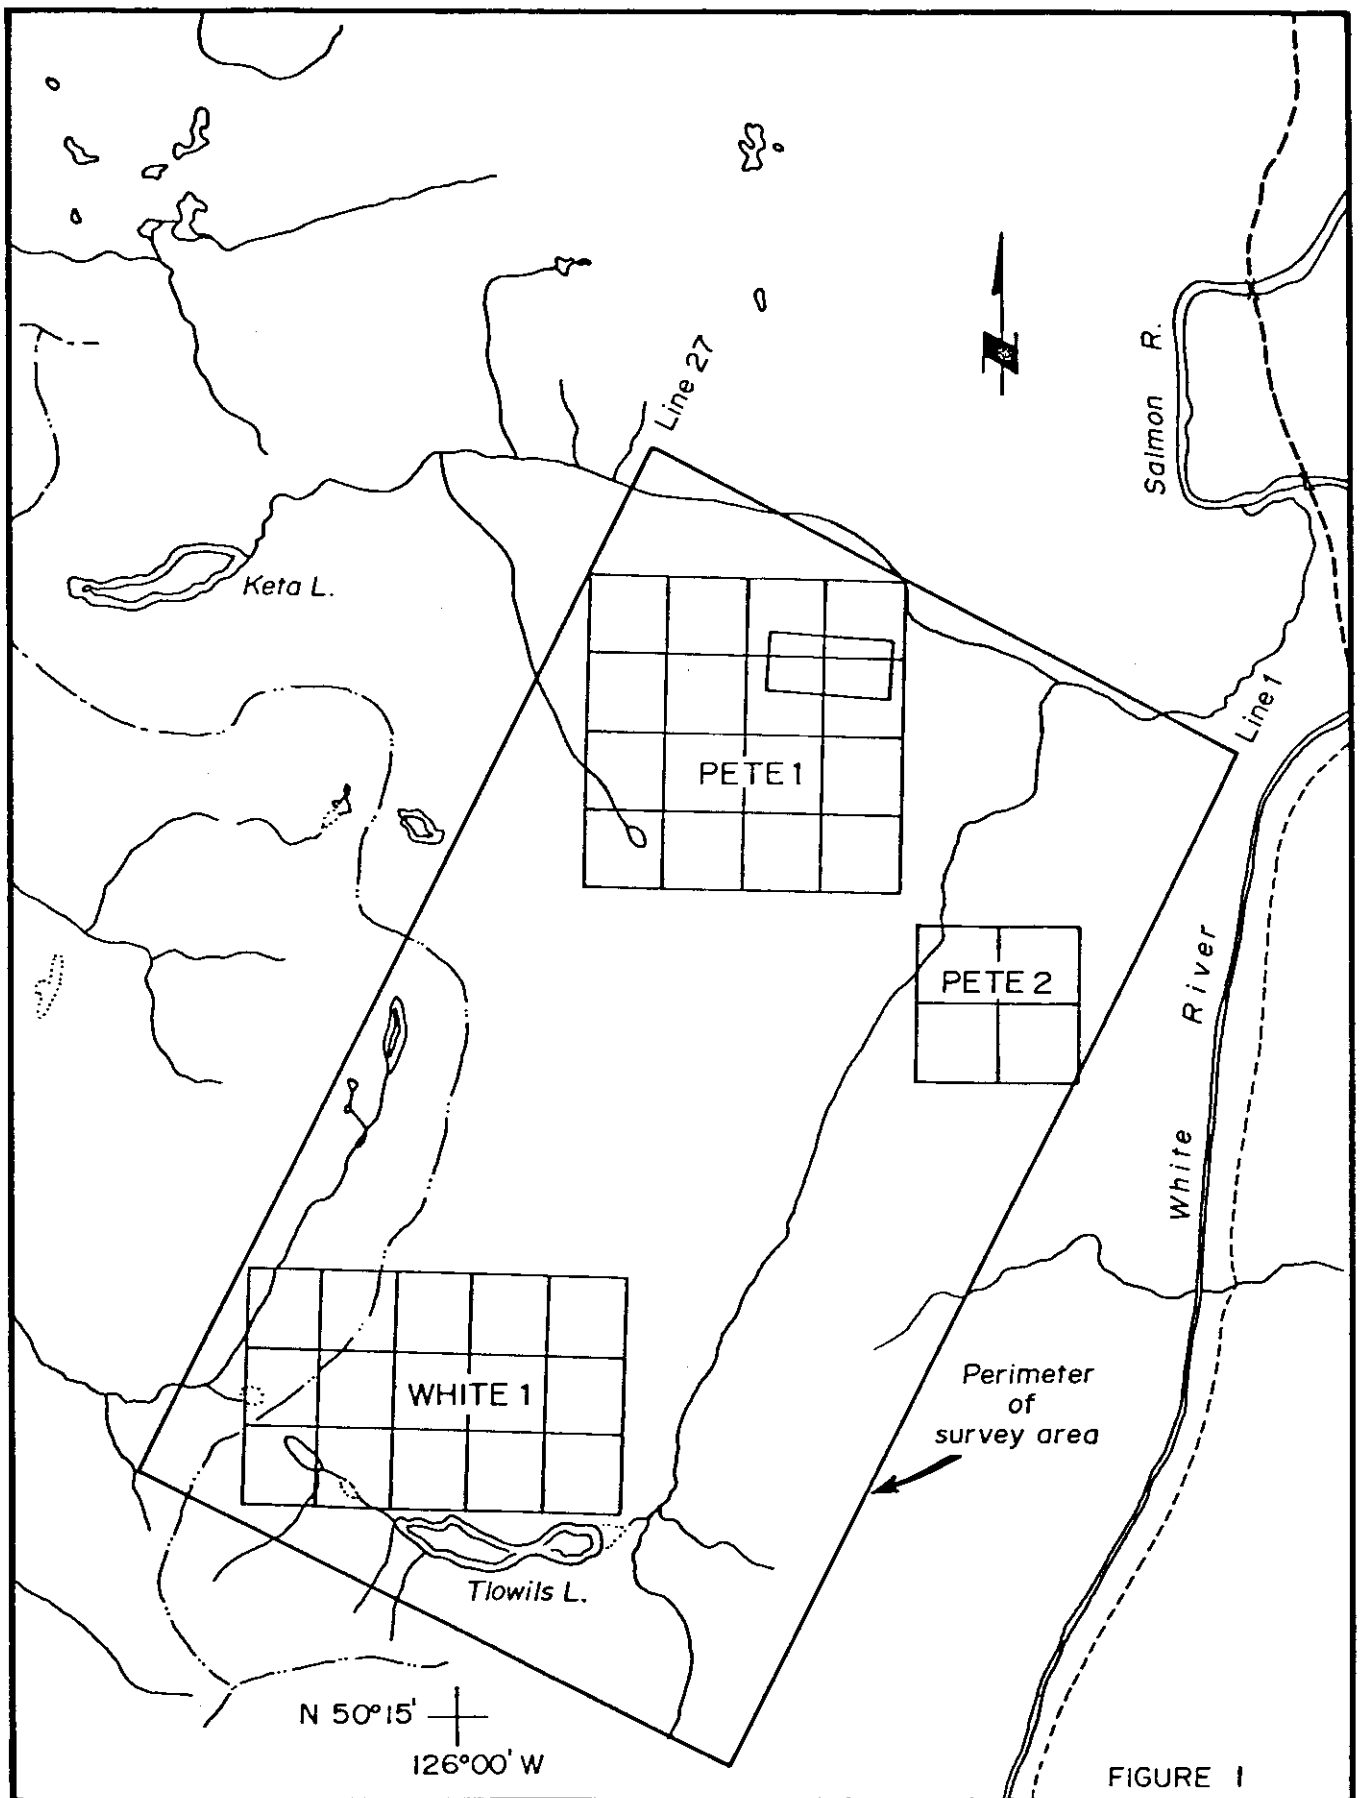 Line 27
Salmon R.
N
Keta L.
Line 1
PETE 1
PETE 2
White River
WHITE 1
Perimeter
of
survey area
Tlowils L.
N 50°15'
126°00' W
FIGURE 1